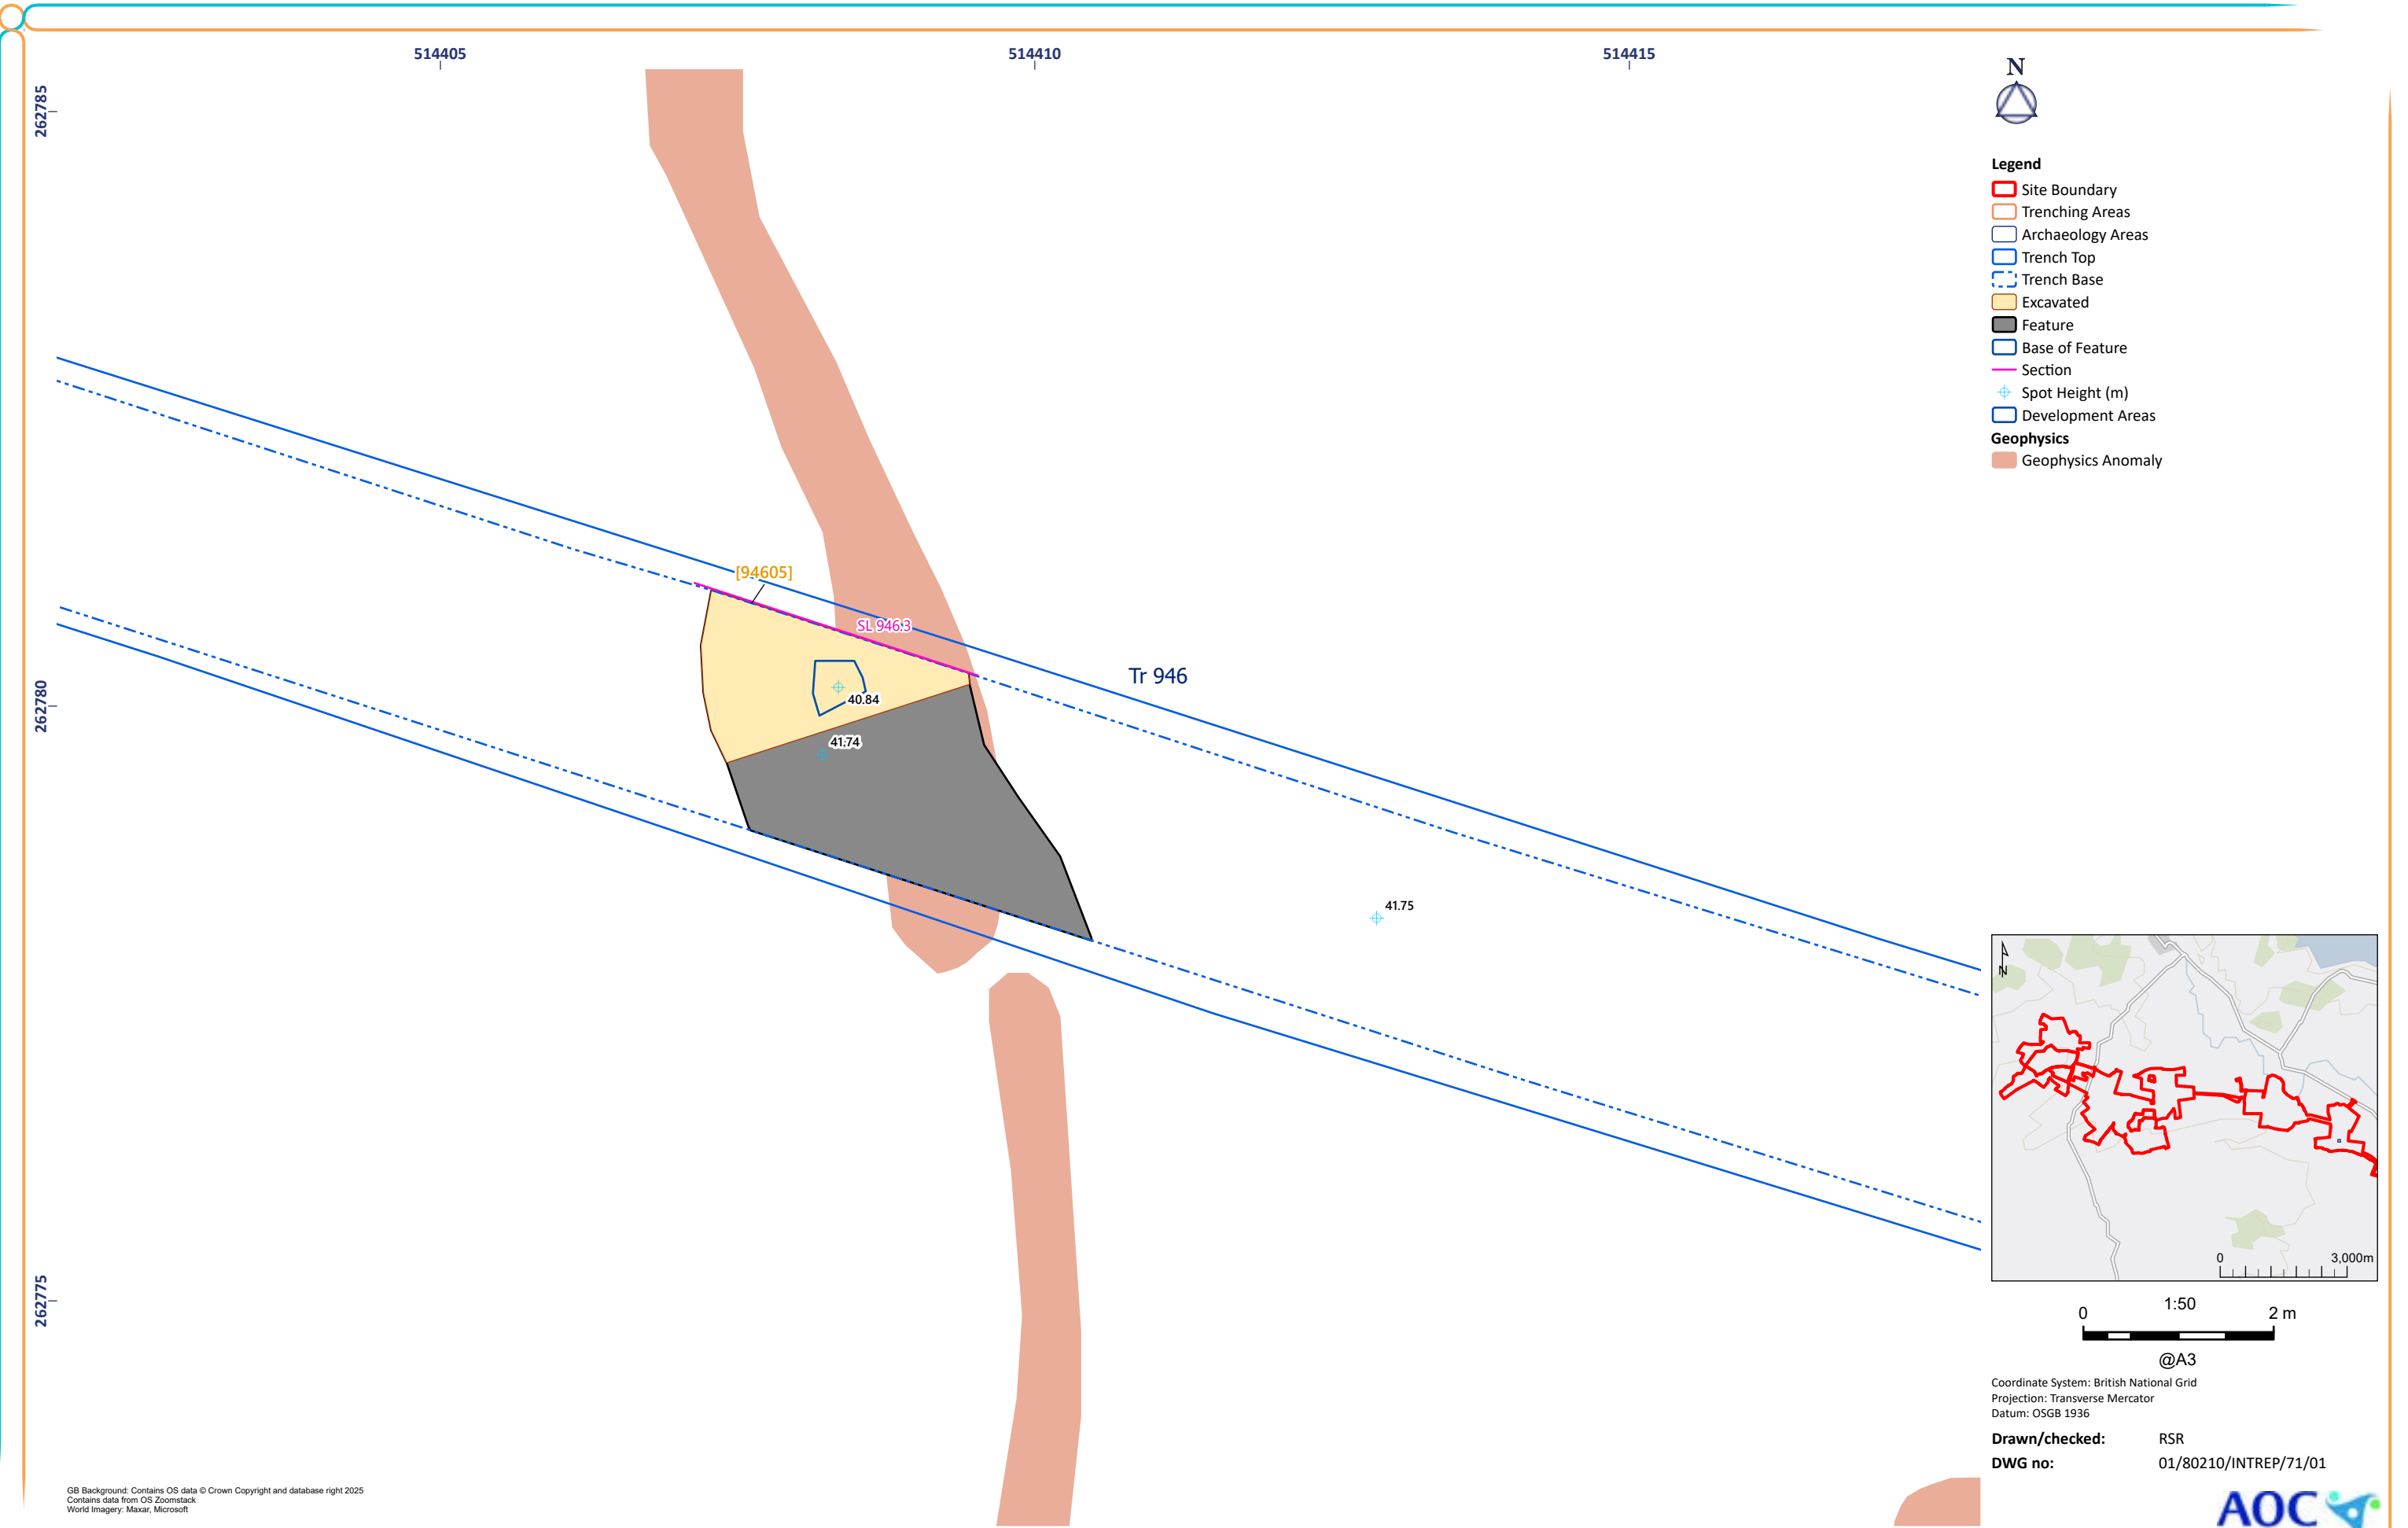 514405
514410
514415
262785
262780
262775
[94605]
SL 946.3
40.84
41.74
Tr 946
41.75
N
Legend
Site Boundary
Trenching Areas
Archaeology Areas
Trench Top
Trench Base
Excavated
Feature
Base of Feature
Section
Spot Height (m)
Development Areas
Geophysics
Geophysics Anomaly
N
0 3,000m
1:50
0 2 m
@A3
Coordinate System: British National Grid
Projection: Transverse Mercator
Datum: OSGB 1936
Drawn/checked: RSR
DWG no: 01/80210/INTREP/71/01
GB Background: Contains OS data © Crown Copyright and database right 2025
Contains data from OS Zoomstack
World Imagery: Maxar, Microsoft
AOC